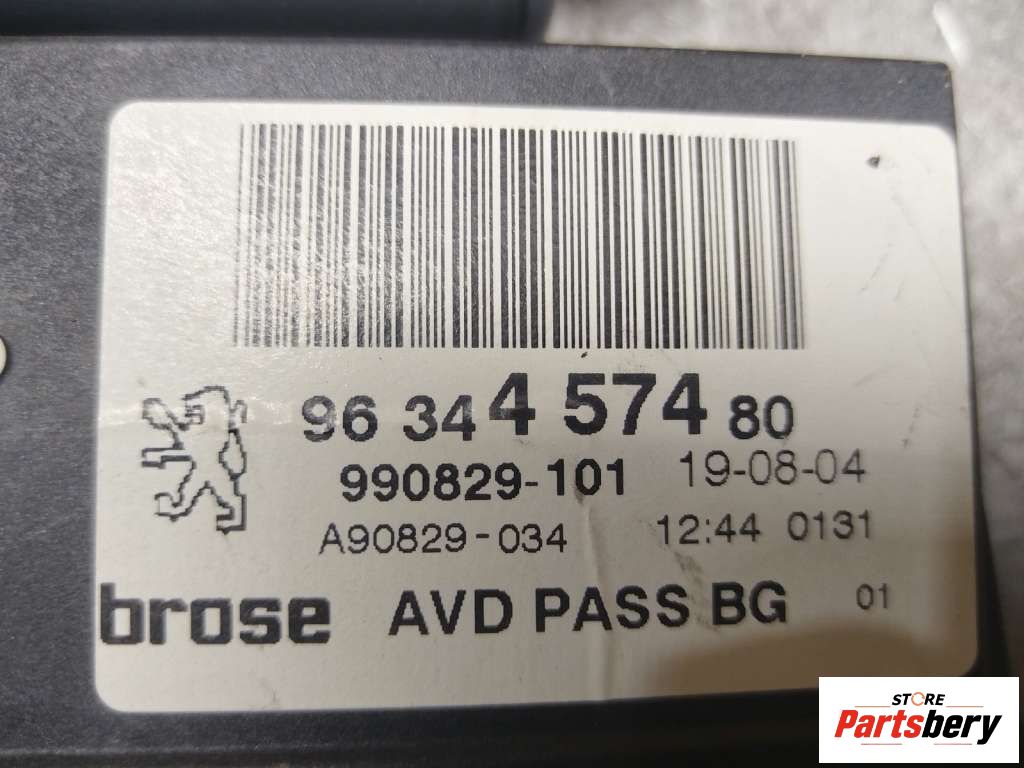 96 34 4 574 80
990829-101 19-08-04
A90829-034 12:44 0131
brose AVD PASS BG 01
STORE
Partsbery